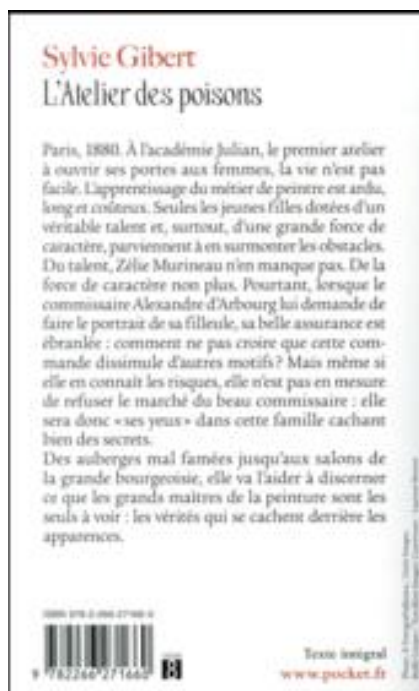 Sylvie Gibert
L'Atelier des poisons
Paris, 1880. À l'académie Julian, le premier atelier
à ouvrir ses portes aux femmes, la vie n'est pas
facile. L'apprentissage du métier de peintre est ardu,
long et coûteux. Seules les jeunes filles dotées d'un
véritable talent et, surtout, d'une grande force de
caractère, parviennent à en surmonter les obstacles.
Du talent, Zélie Murineau n'en manque pas. De la
force de caractère non plus. Pourtant, lorsque le
commissaire Alexandre d'Arbourg lui demande de
faire le portrait de sa filleule, sa belle assurance est
ébranlée : comment ne pas croire que cette com-
mande dissimule d'autres motifs ? Mais même si
elle en connaît les risques, elle n'est pas en mesure
de refuser le marché du beau commissaire : elle
sera donc « ses yeux » dans cette famille cachant
bien des secrets.
Des auberges mal famées jusqu'aux salons de
la grande bourgeoisie, elle va l'aider à discerner
ce que les grands maîtres de la peinture sont les
seuls à voir : les vérités qui se cachent derrière les
apparences.
9 782266 271660
Texte intégral
www.pocket.fr